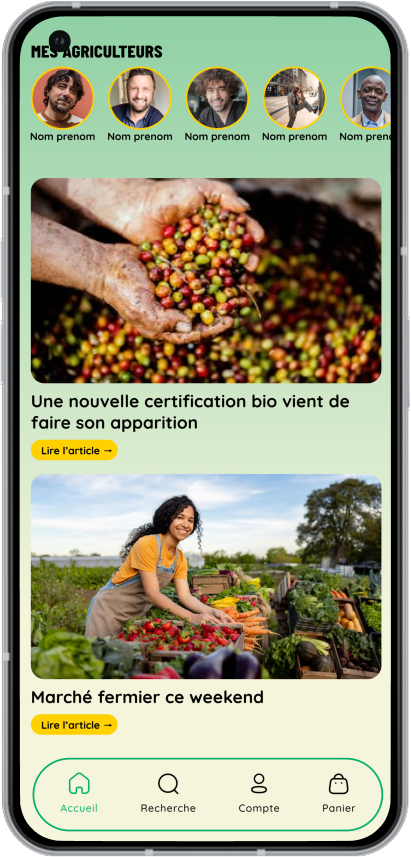 MES AGRICULTEURS
Nom prenom Nom prenom Nom prenom Nom prenom Nom preno
Une nouvelle certification bio vient de
faire son apparition
Lire l'article →
Marché fermier ce weekend
Lire l'article →
Accueil Recherche Compte Panier